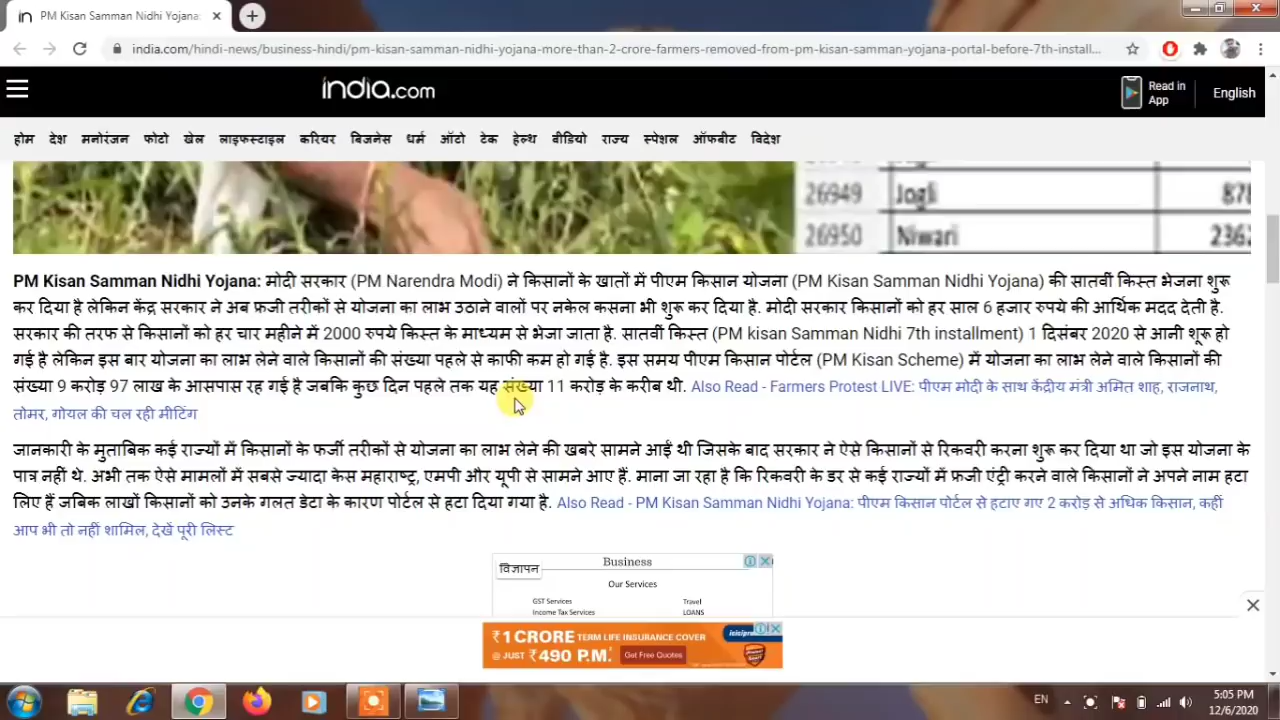 in PM Kisan Samman Nidhi Yojana:
india.com/hindi-news/business-hindi/pm-kisan-samman-nidhi-yojana-more-than-2-crore-farmers-removed-from-pm-kisan-samman-yojana-portal-before-7th-install...
india.com
Read in App
English
होम देश मनोरंजन फोटो खेल लाइफस्टाइल करियर बिजनेस धर्म ऑटो टेक हेल्थ वीडियो राज्य स्पेशल ऑफबीट विदेश
26949 Jogli 878
26950 Niwari 2362
PM Kisan Samman Nidhi Yojana: मोदी सरकार (PM Narendra Modi) ने किसानों के खातों में पीएम किसान योजना (PM Kisan Samman Nidhi Yojana) की सातवीं किस्त भेजना शुरू
कर दिया है लेकिन केंद्र सरकार ने अब फ्रजी तरीकों से योजना का लाभ उठाने वालों पर नकेल कसना भी शुरू कर दिया है. मोदी सरकार किसानों को हर साल 6 हजार रुपये की आर्थिक मदद देती है.
सरकार की तरफ से किसानों को हर चार महीने में 2000 रुपये किस्त के माध्यम से भेजा जाता है. सातवीं किस्त (PM kisan Samman Nidhi 7th installment) 1 दिसंबर 2020 से आनी शुरू हो
गई है लेकिन इस बार योजना का लाभ लेने वाले किसानों की संख्या पहले से काफी कम हो गई है. इस समय पीएम किसान पोर्टल (PM Kisan Scheme) में योजना का लाभ लेने वाले किसानों की
संख्या 9 करोड़ 97 लाख के आसपास रह गई है जबकि कुछ दिन पहले तक यह संख्या 11 करोड़ के करीब थी. Also Read - Farmers Protest LIVE: पीएम मोदी के साथ केंद्रीय मंत्री अमित शाह, राजनाथ,
तोमर, गोयल की चल रही मीटिंग
जानकारी के मुताबिक कई राज्यों में किसानों के फर्जी तरीकों से योजना का लाभ लेने की खबरे सामने आई थी जिसके बाद सरकार ने ऐसे किसानों से रिकवरी करना शुरू कर दिया था जो इस योजना के
पात्र नहीं थे. अभी तक ऐसे मामलों में सबसे ज्यादा केस महाराष्ट्र, एमपी और यूपी से सामने आए हैं. माना जा रहा है कि रिकवरी के डर से कई राज्यों में फ्रजी एंट्री करने वाले किसानों ने अपने नाम हटा
लिए हैं जबकि लाखों किसानों को उनके गलत डेटा के कारण पोर्टल से हटा दिया गया है. Also Read - PM Kisan Samman Nidhi Yojana: पीएम किसान पोर्टल से हटाए गए 2 करोड़ से अधिक किसान, कहीं
आप भी तो नहीं शामिल, देखें पूरी लिस्ट
विज्ञापन
Business
Our Services
GST Services Travel
Income Tax Services LOANS
₹1 CRORE TERM LIFE INSURANCE COVER
@ JUST ₹490 P.M. Get Free Quotes
EN
5:05 PM
12/6/2020